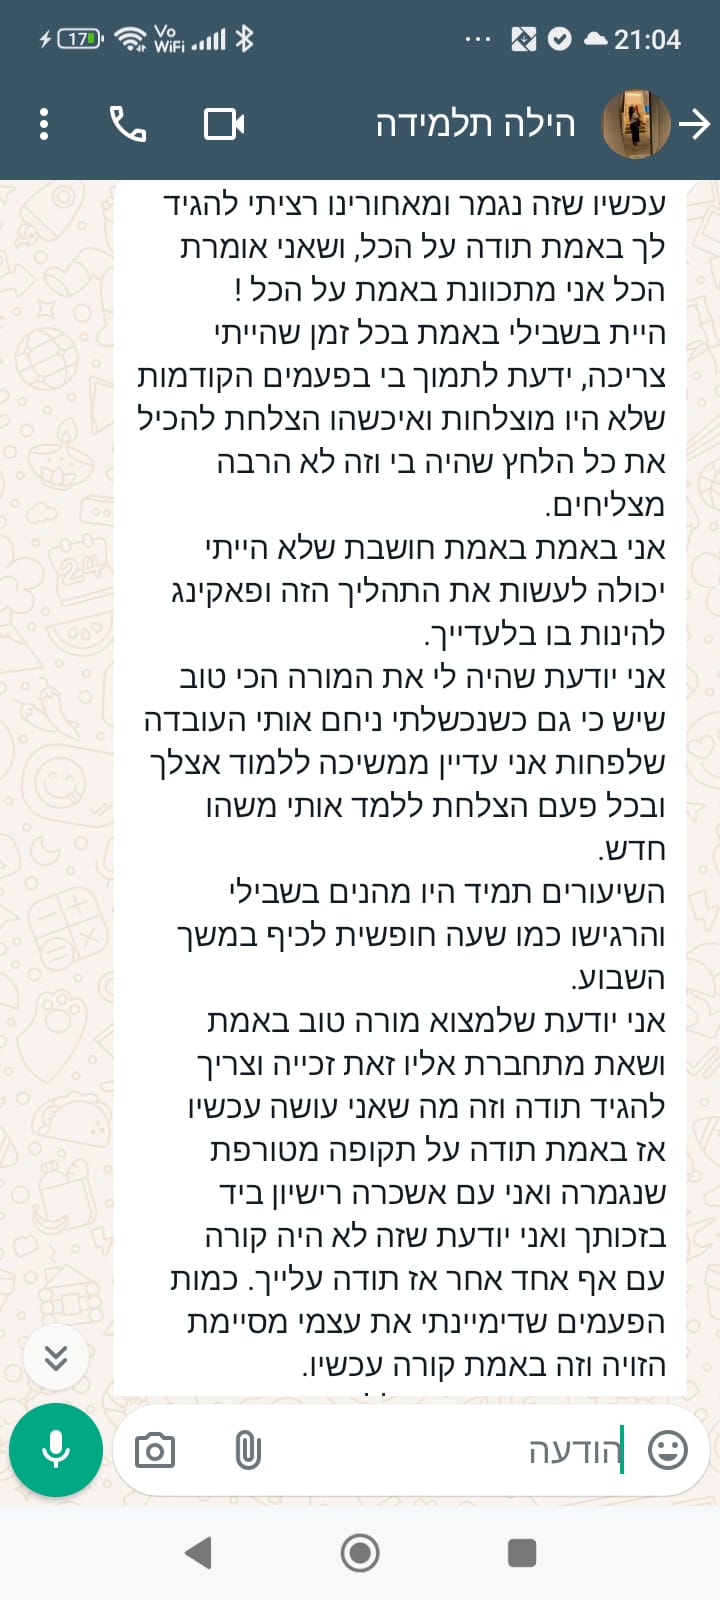 17
Vo
WiFi
...
21:04
הילה תלמידה
עכשיו שזה נגמר ומאחורינו רציתי להגיד
לך באמת תודה על הכל, ושאני אומרת
הכל אני מתכוונת באמת על הכל !
היית בשבילי באמת בכל זמן שהייתי
צריכה, ידעת לתמוך בי בפעמים הקודמות
שלא היו מוצלחות ואיכשהו הצלחת להכיל
את כל הלחץ שהיה בי וזה לא הרבה
מצליחים.
אני באמת באמת חושבת שלא הייתי
יכולה לעשות את התהליך הזה ופאקינג
להינות בו בלעדייך.
אני יודעת שהיה לי את המורה הכי טוב
שיש כי גם כשנכשלתי ניחם אותי העובדה
שלפחות אני עדיין ממשיכה ללמוד אצלך
ובכל פעם הצלחת ללמד אותי משהו
חדש.
השיעורים תמיד היו מהנים בשבילי
והרגישו כמו שעה חופשית לכיף במשך
השבוע.
אני יודעת שלמצוא מורה טוב באמת
ושאת מתחברת אליו זאת זכייה וצריך
להגיד תודה וזה מה שאני עושה עכשיו
אז באמת תודה על תקופה מטורפת
שנגמרה ואני עם אשכרה רישיון ביד
בזכותך ואני יודעת שזה לא היה קורה
עם אף אחד אחר אז תודה עלייך. כמות
הפעמים שדימיינתי את עצמי מסיימת
הזויה וזה באמת קורה עכשיו.
הודעה